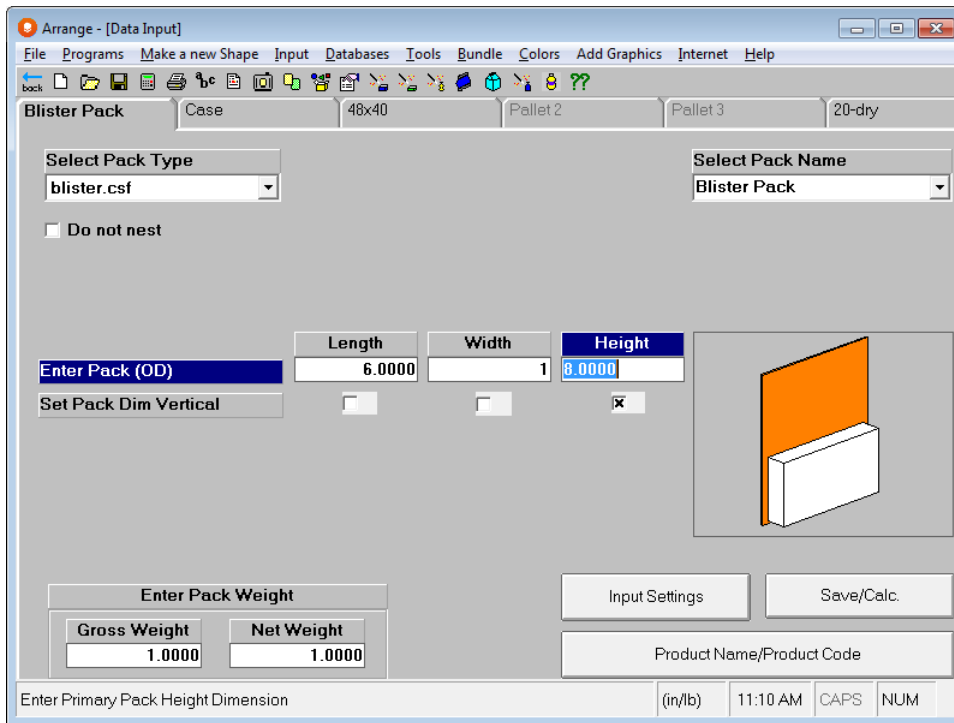 Arrange - [Data Input]
File Programs Make a new Shape Input Databases Tools Bundle Colors Add Graphics Internet Help
back abc ??
Blister Pack Case 48x40 Pallet 2 Pallet 3 20-dry
Select Pack Type Select Pack Name
blister.csf Blister Pack
Do not nest
Length Width Height
Enter Pack (OD) 6.0000 1 8.0000
Set Pack Dim Vertical
Enter Pack Weight Input Settings Save/Calc.
Gross Weight Net Weight
1.0000 1.0000 Product Name/Product Code
Enter Primary Pack Height Dimension (in/lb) 11:10 AM CAPS NUM